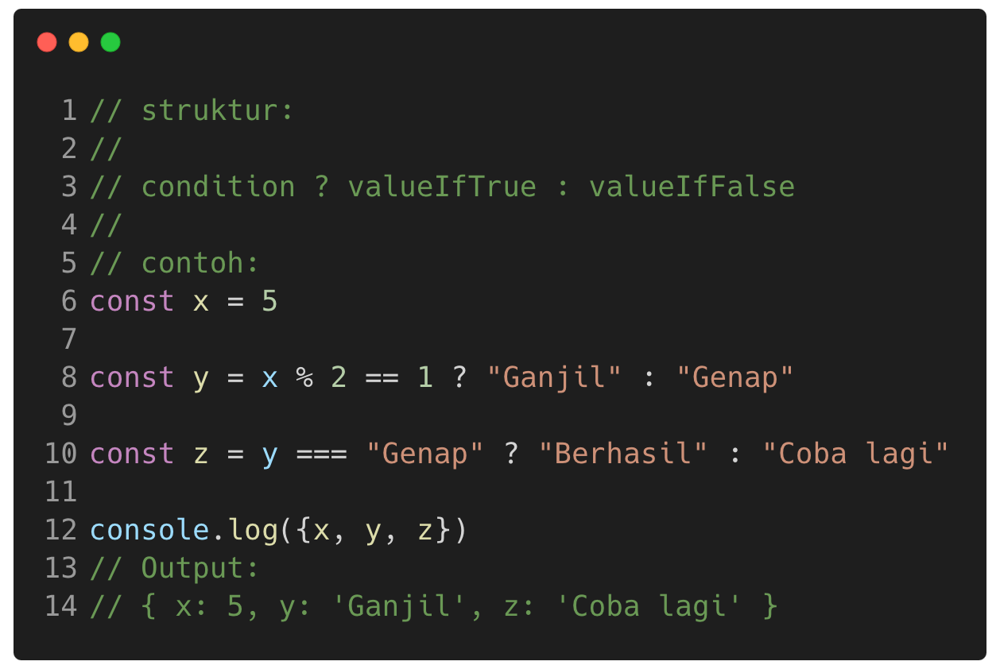 1 // struktur:
2 //
3 // condition ? valueIfTrue : valueIfFalse
4 //
5 // contoh:
6 const x = 5
7
8 const y = x % 2 == 1 ? "Ganjil" : "Genap"
9
10 const z = y === "Genap" ? "Berhasil" : "Coba lagi"
11
12 console.log({x, y, z})
13 // Output:
14 // { x: 5, y: 'Ganjil', z: 'Coba lagi' }